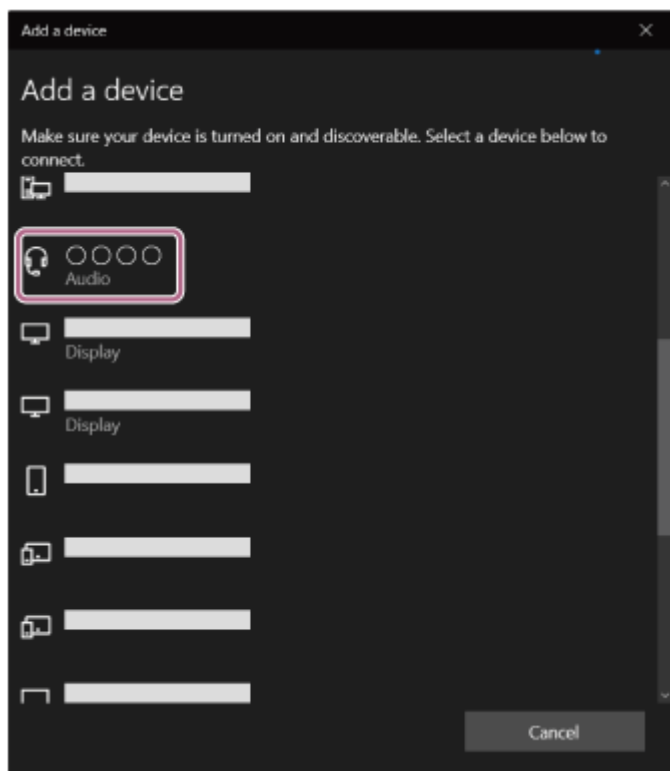 Add a device
Add a device
Make sure your device is turned on and discoverable. Select a device below to
connect.
○○○○
Audio
Display
Display
Cancel